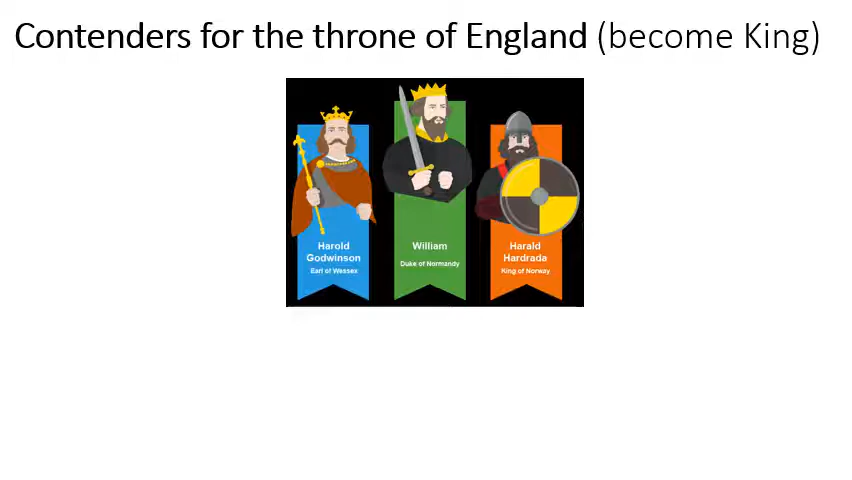 Contenders for the throne of England (become King)
Harold
Godwinson
Earl of Wessex
William
Duke of Normandy
Harald
Hardrada
King of Norway